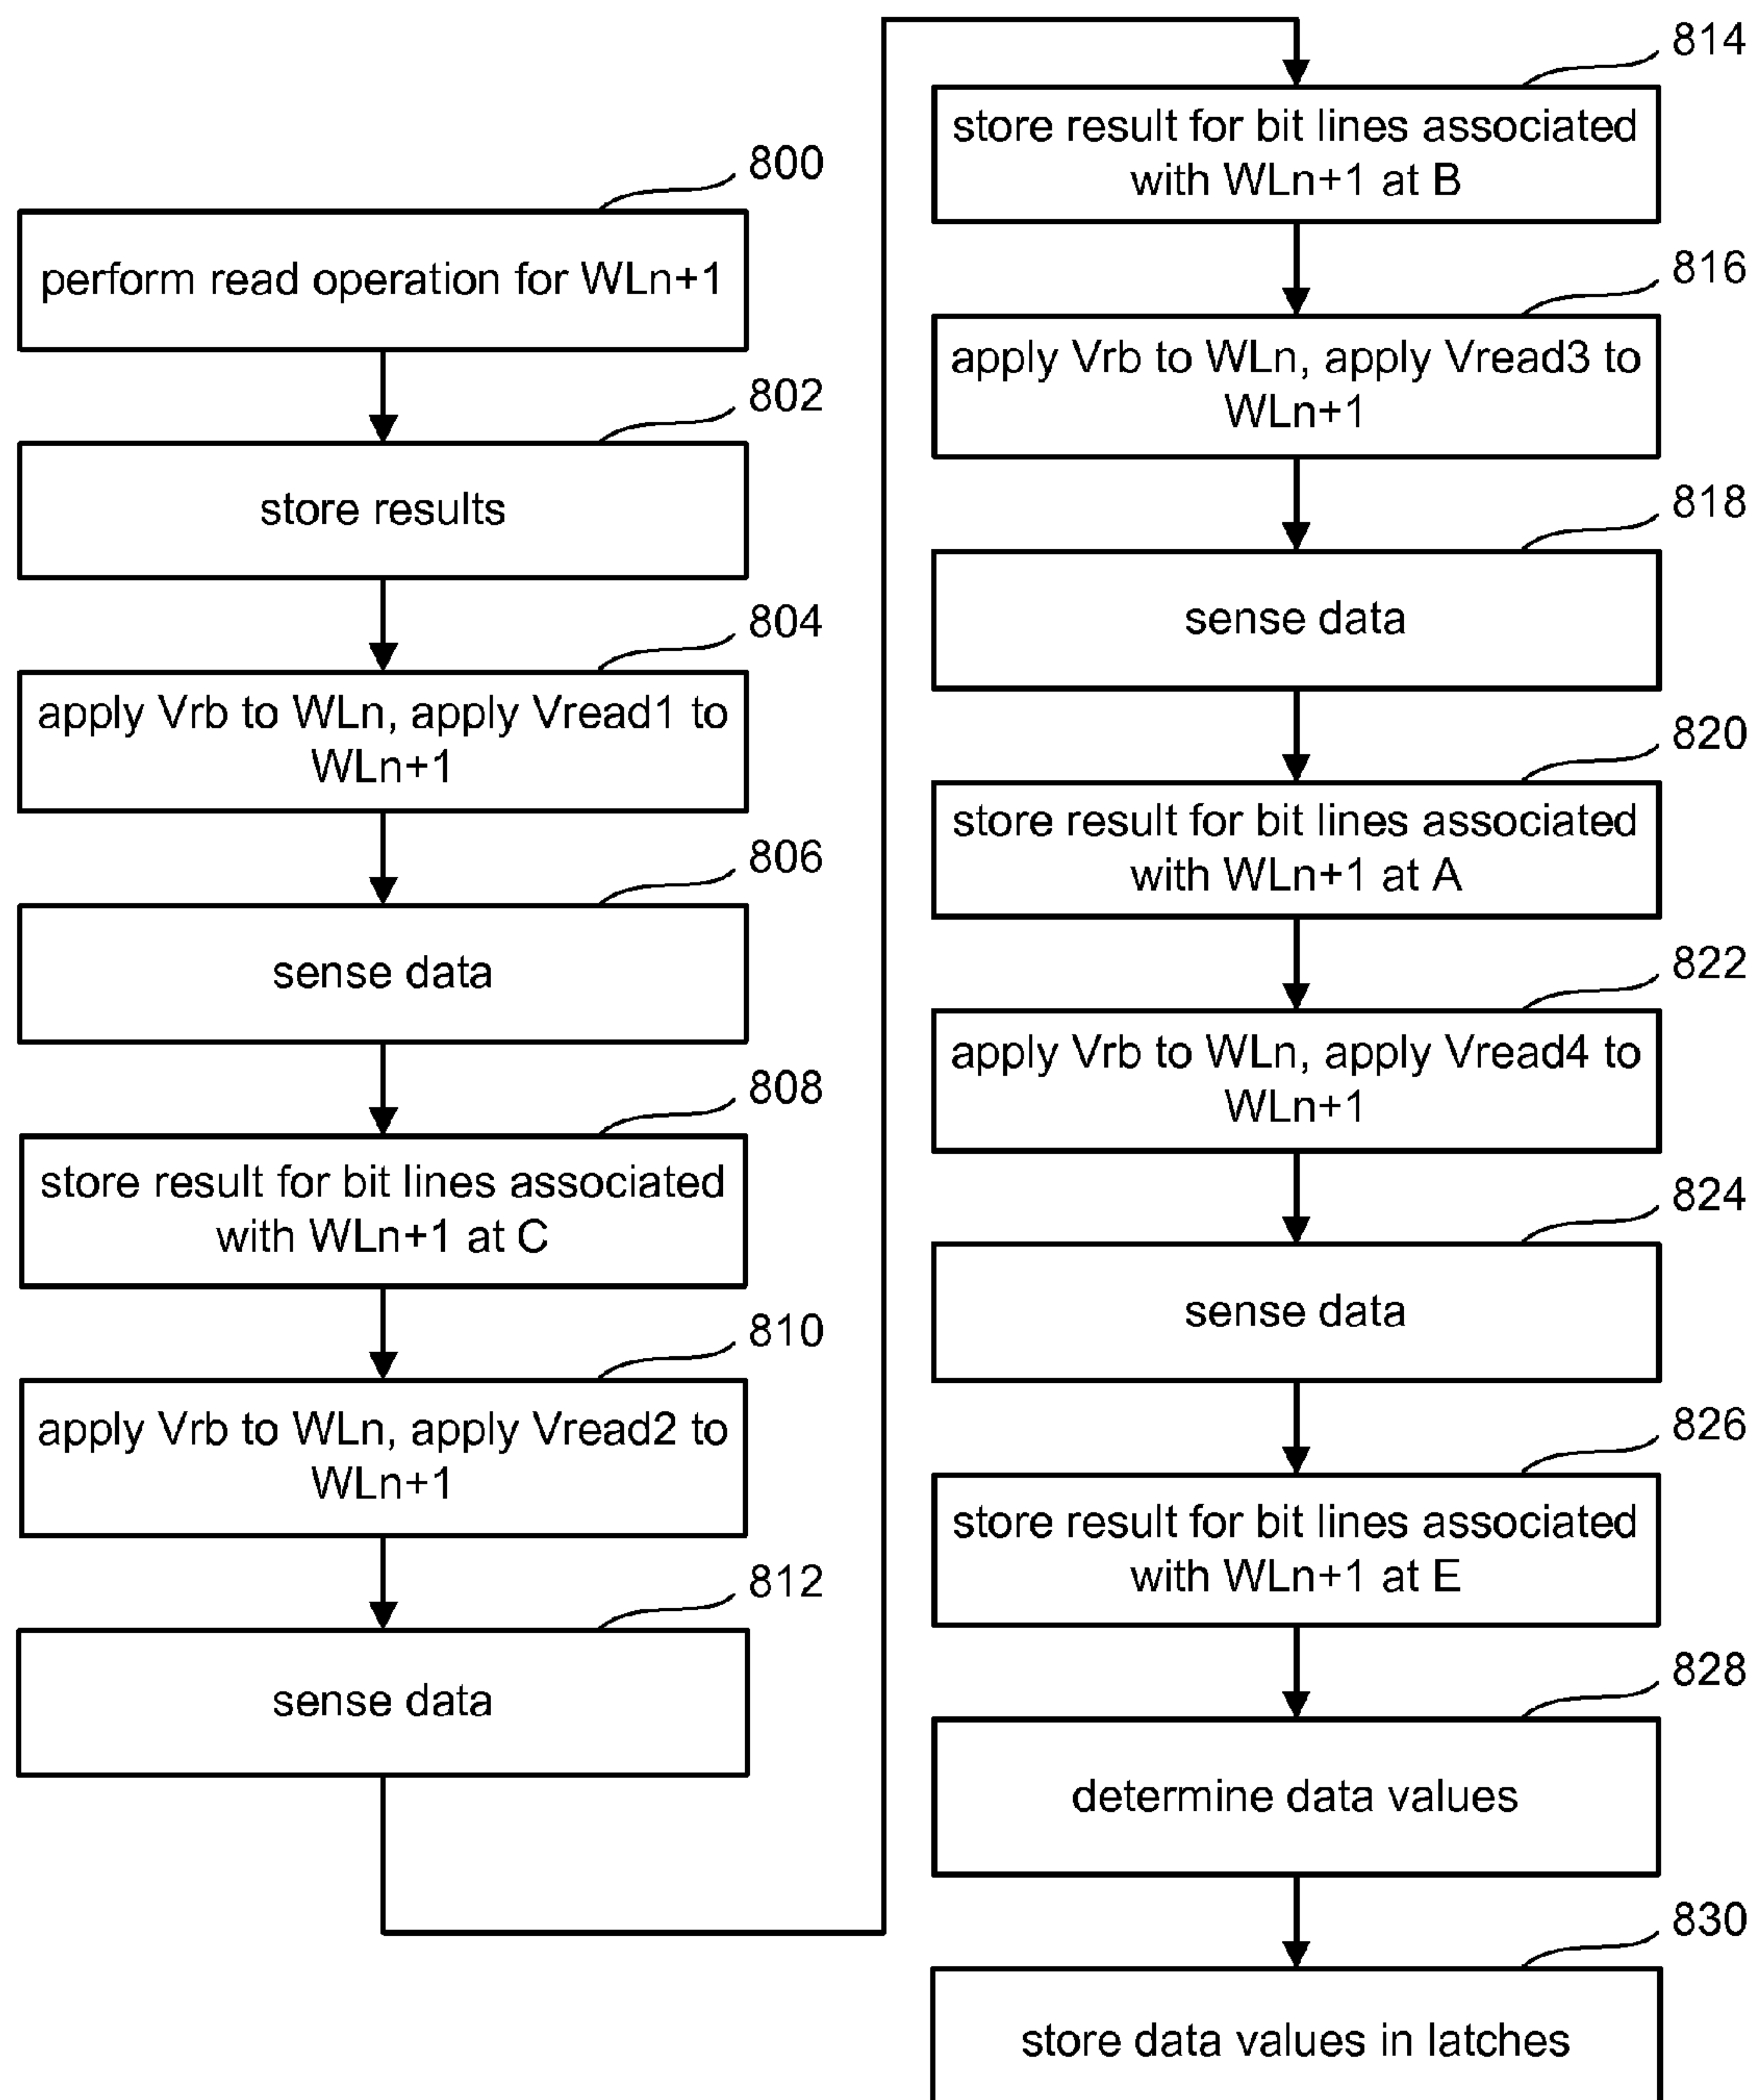 800
perform read operation for WLn+1
802
store results
804
apply Vrb to WLn, apply Vread1 to
WLn+1
806
sense data
808
store result for bit lines associated
with WLn+1 at C
810
apply Vrb to WLn, apply Vread2 to
WLn+1
812
sense data
814
store result for bit lines associated
with WLn+1 at B
816
apply Vrb to WLn, apply Vread3 to
WLn+1
818
sense data
820
store result for bit lines associated
with WLn+1 at A
822
apply Vrb to WLn, apply Vread4 to
WLn+1
824
sense data
826
store result for bit lines associated
with WLn+1 at E
828
determine data values
830
store data values in latches